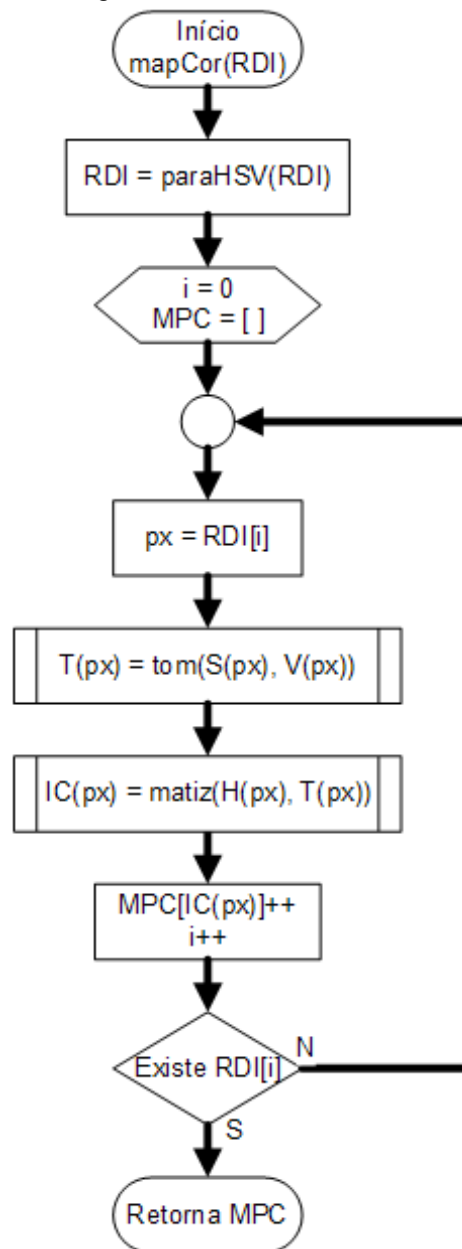 Início
mapCor(RDI)
RDI = paraHSV(RDI)
i = 0
MPC = [ ]
px = RDI[i]
T(px) = tom(S(px), V(px))
IC(px) = matiz(H(px), T(px))
MPC[IC(px)]++
i++
Existe RDI[i]
N
S
Retorna MPC